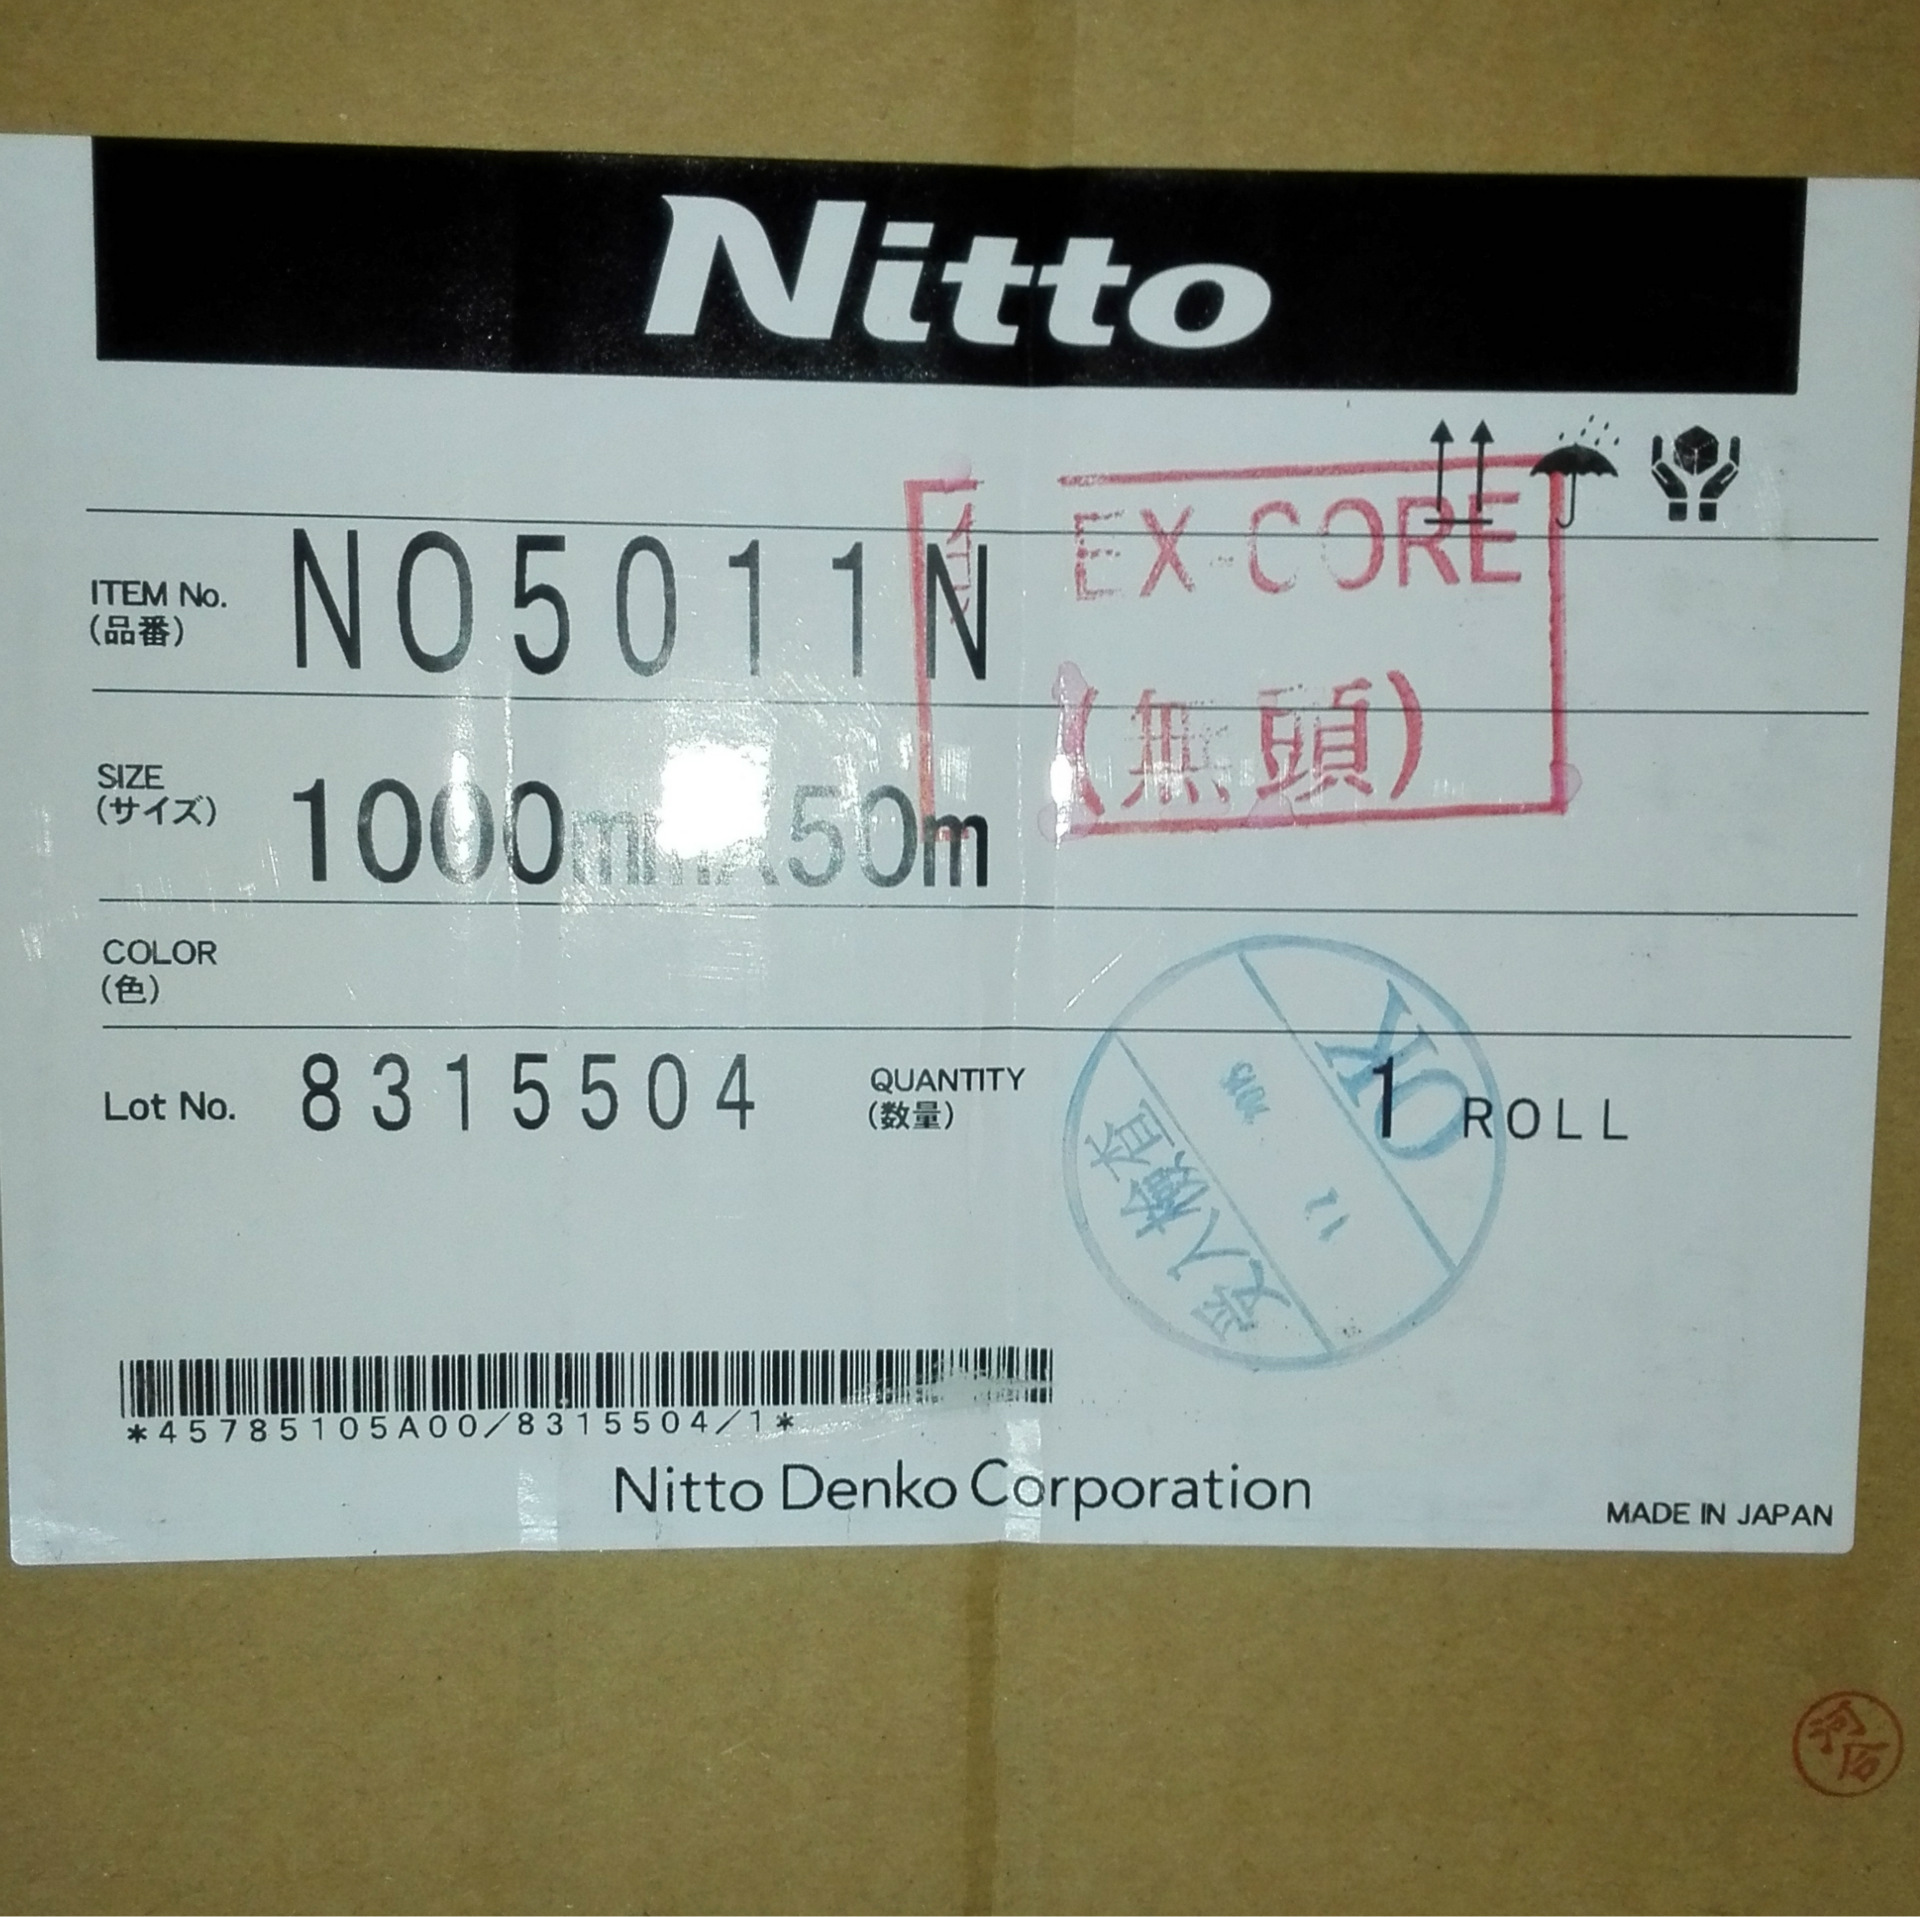 Nitto
ITEM No.
(品番)
NO5011N
EX-CORE
(無頭)
SIZE
(サイズ)
1000mmX50m
COLOR
(色)
Lot No.
8315504
QUANTITY
(数量)
1 ROLL
OK
受入検査
*45785105A00/8315504/1*
Nitto Denko Corporation
MADE IN JAPAN